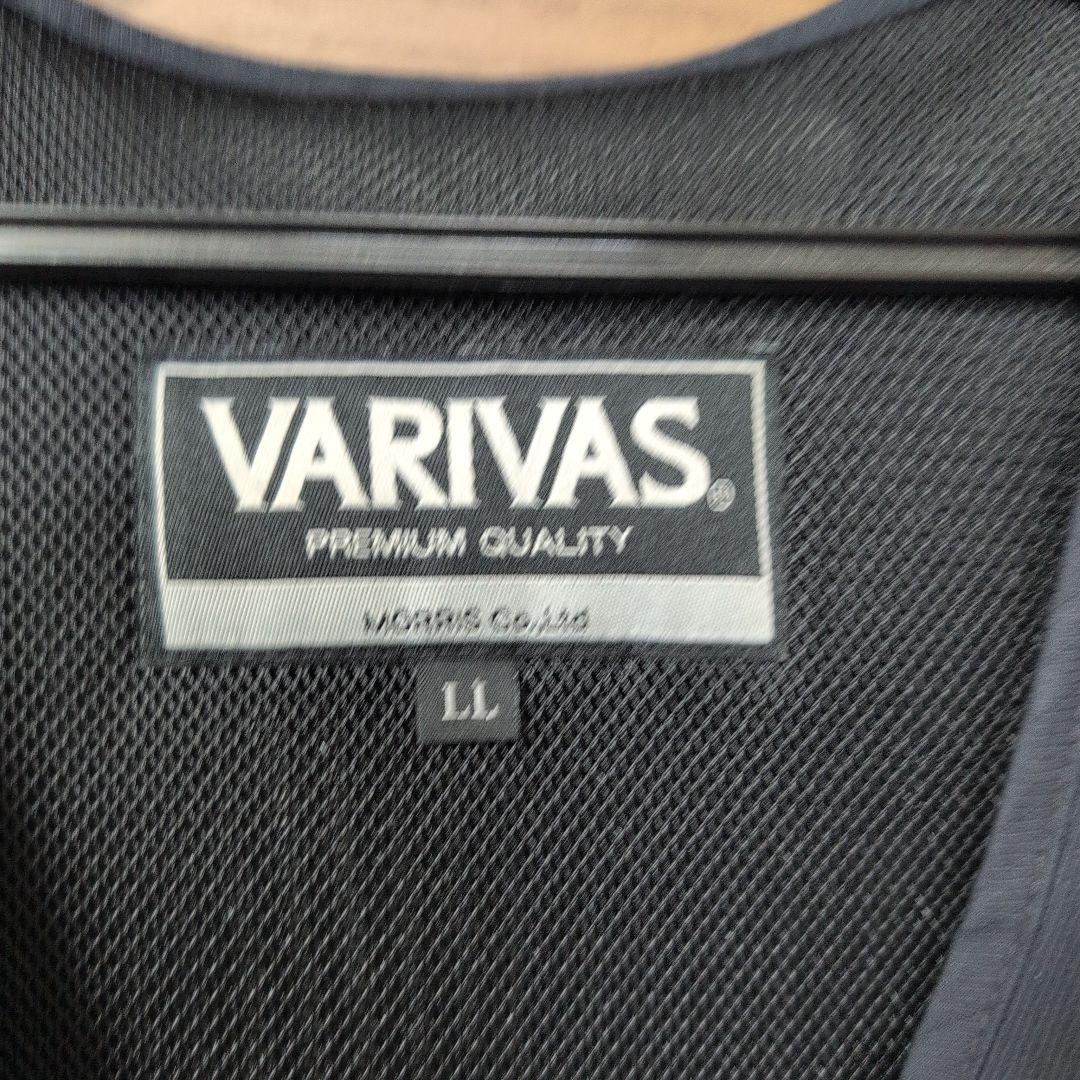 VARIVAS®
PREMIUM QUALITY
MORRIS Co.,Ltd
LL